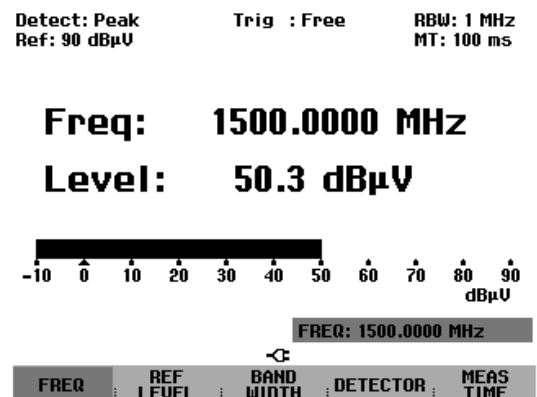 Detect: Peak Trig : Free RBW: 1 MHz
Ref: 90 dBµV MT: 100 ms
Freq: 1500.0000 MHz
Level: 50.3 dBµV
-10 0 10 20 30 40 50 60 70 80 90
dBµV
FREQ: 1500.0000 MHz
FREQ REF LEVEL BAND WIDTH DETECTOR MEAS TIME